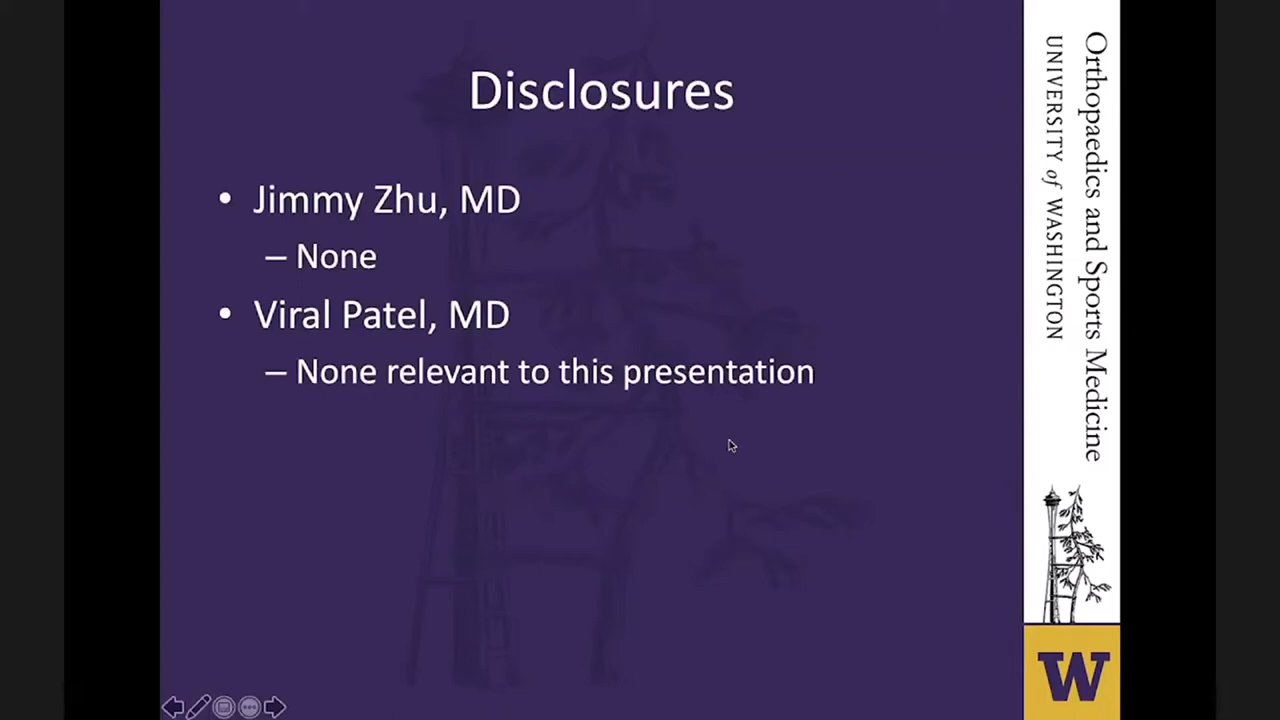 Disclosures
• Jimmy Zhu, MD
– None
• Viral Patel, MD
– None relevant to this presentation
Orthopaedics and Sports Medicine
UNIVERSITY of WASHINGTON
W